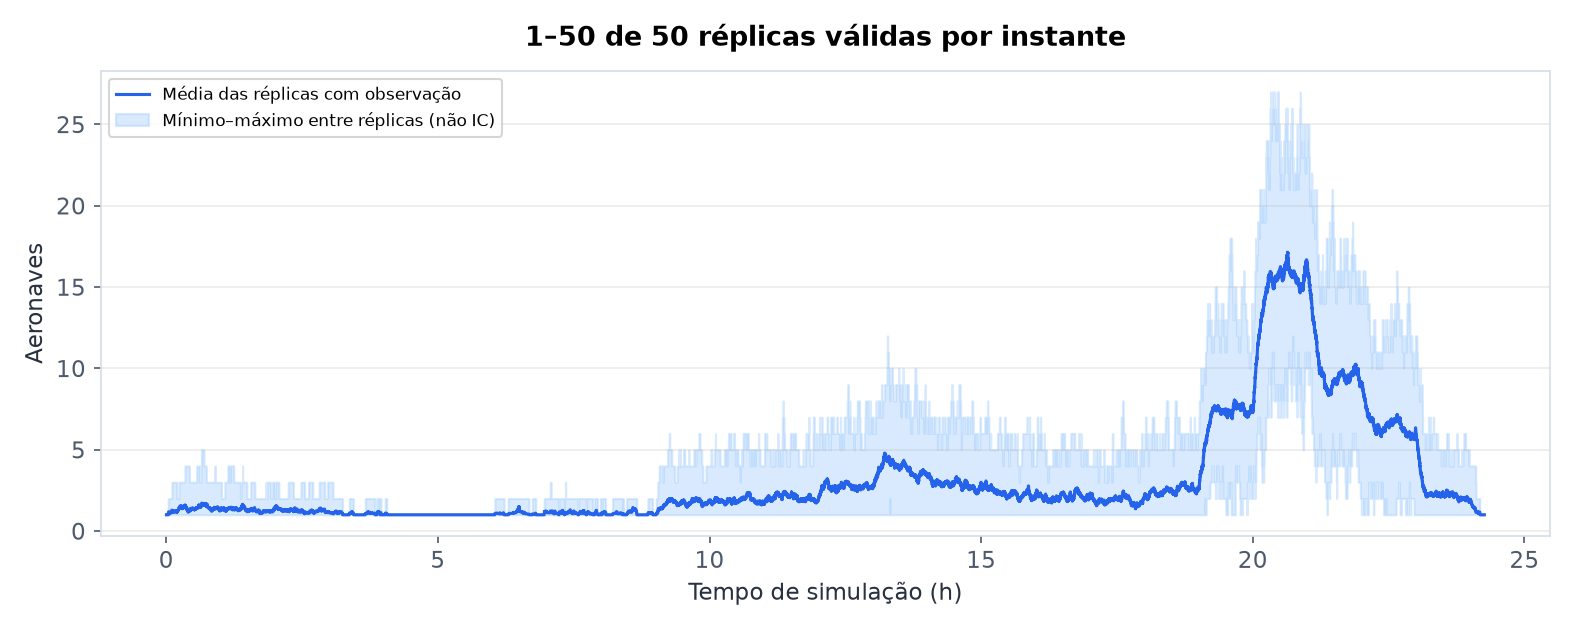 1–50 de 50 réplicas válidas por instante
Média das réplicas com observação
Mínimo–máximo entre réplicas (não IC)
Aeronaves
25
20
15
10
5
0
0 5 10 15 20 25
Tempo de simulação (h)